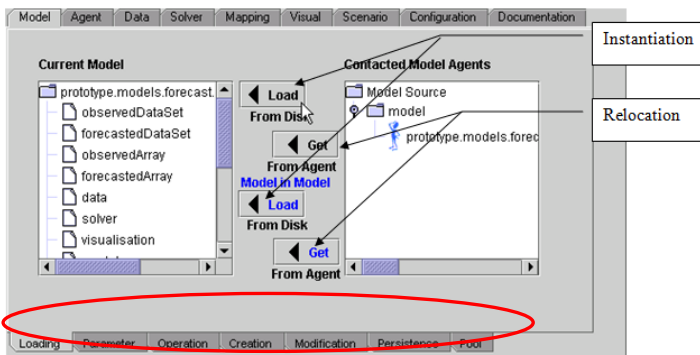 Model Agent Data Solver Mapping Visual Scenario Configuration Documentation
Instantiation
Relocation
Current Model
Contacted Model Agents
prototype.models.forecast.
observedDataSet
forecastedDataSet
observedArray
forecastedArray
data
solver
visualisation
Load
From Disk
Get
From Agent
Model in Model
Load
From Disk
Get
From Agent
Model Source
model
prototype.models.forec
Loading Parameter Operation Creation Modification Persistence Pool